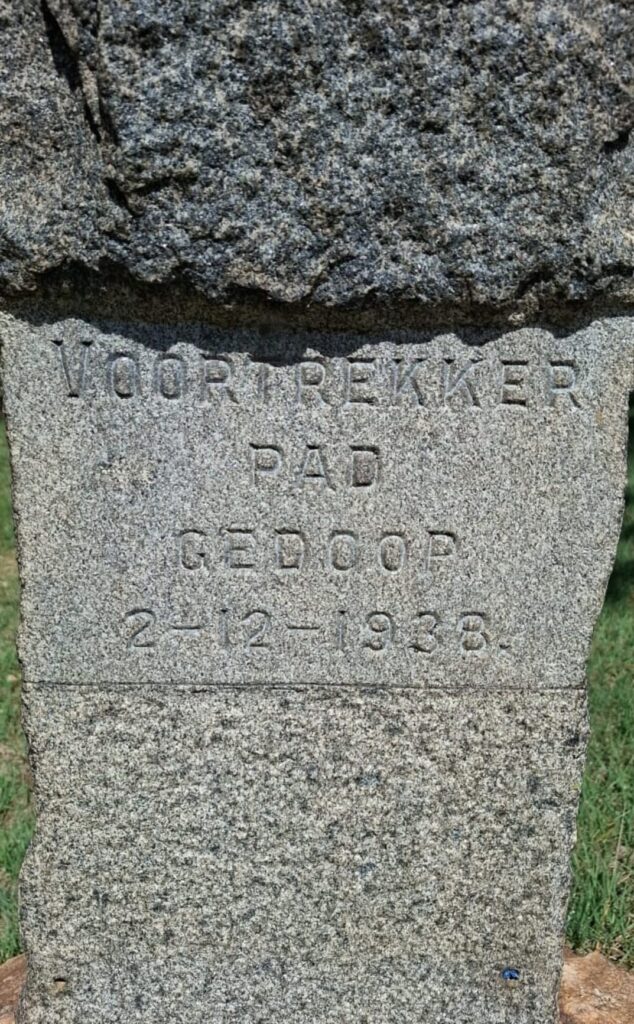 VOORTREKKER
PAD
GEDOOP
2-12-1938.